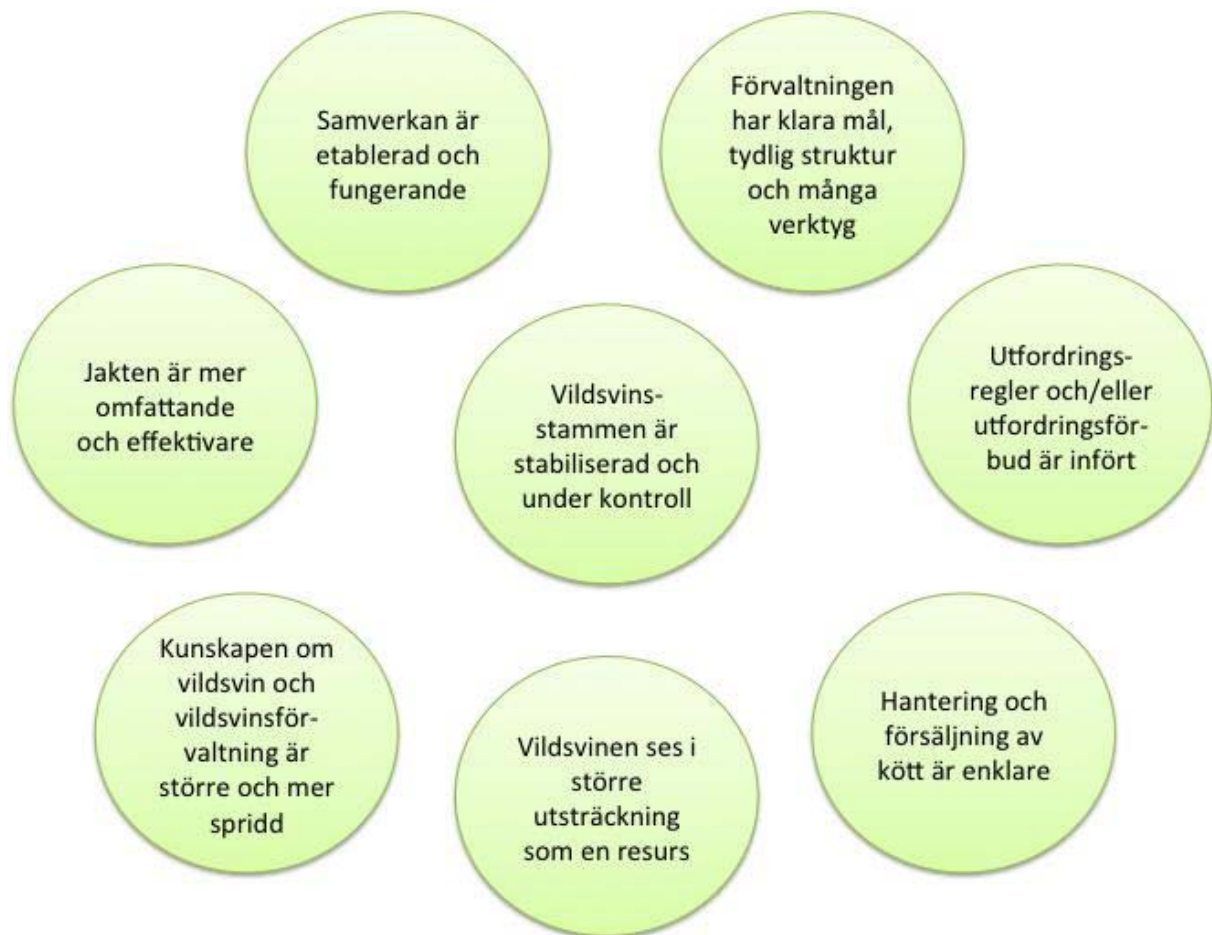 Samverkan är
etablerad och
fungerande
Förvaltningen
har klara mål,
tydlig struktur
och många
verktyg
Jakten är mer
omfattande
och effektivare
Vildsvins-
stammen är
stabiliserad och
under kontroll
Utfordrings-
regler och/eller
utfordringsför-
bud är infört
Kunskapen om
vildsvin och
vildsvinsför-
valtning är
större och mer
spridd
Vildsvinen ses i
större
utsträckning
som en resurs
Hantering och
försäljning av
kött är enklare